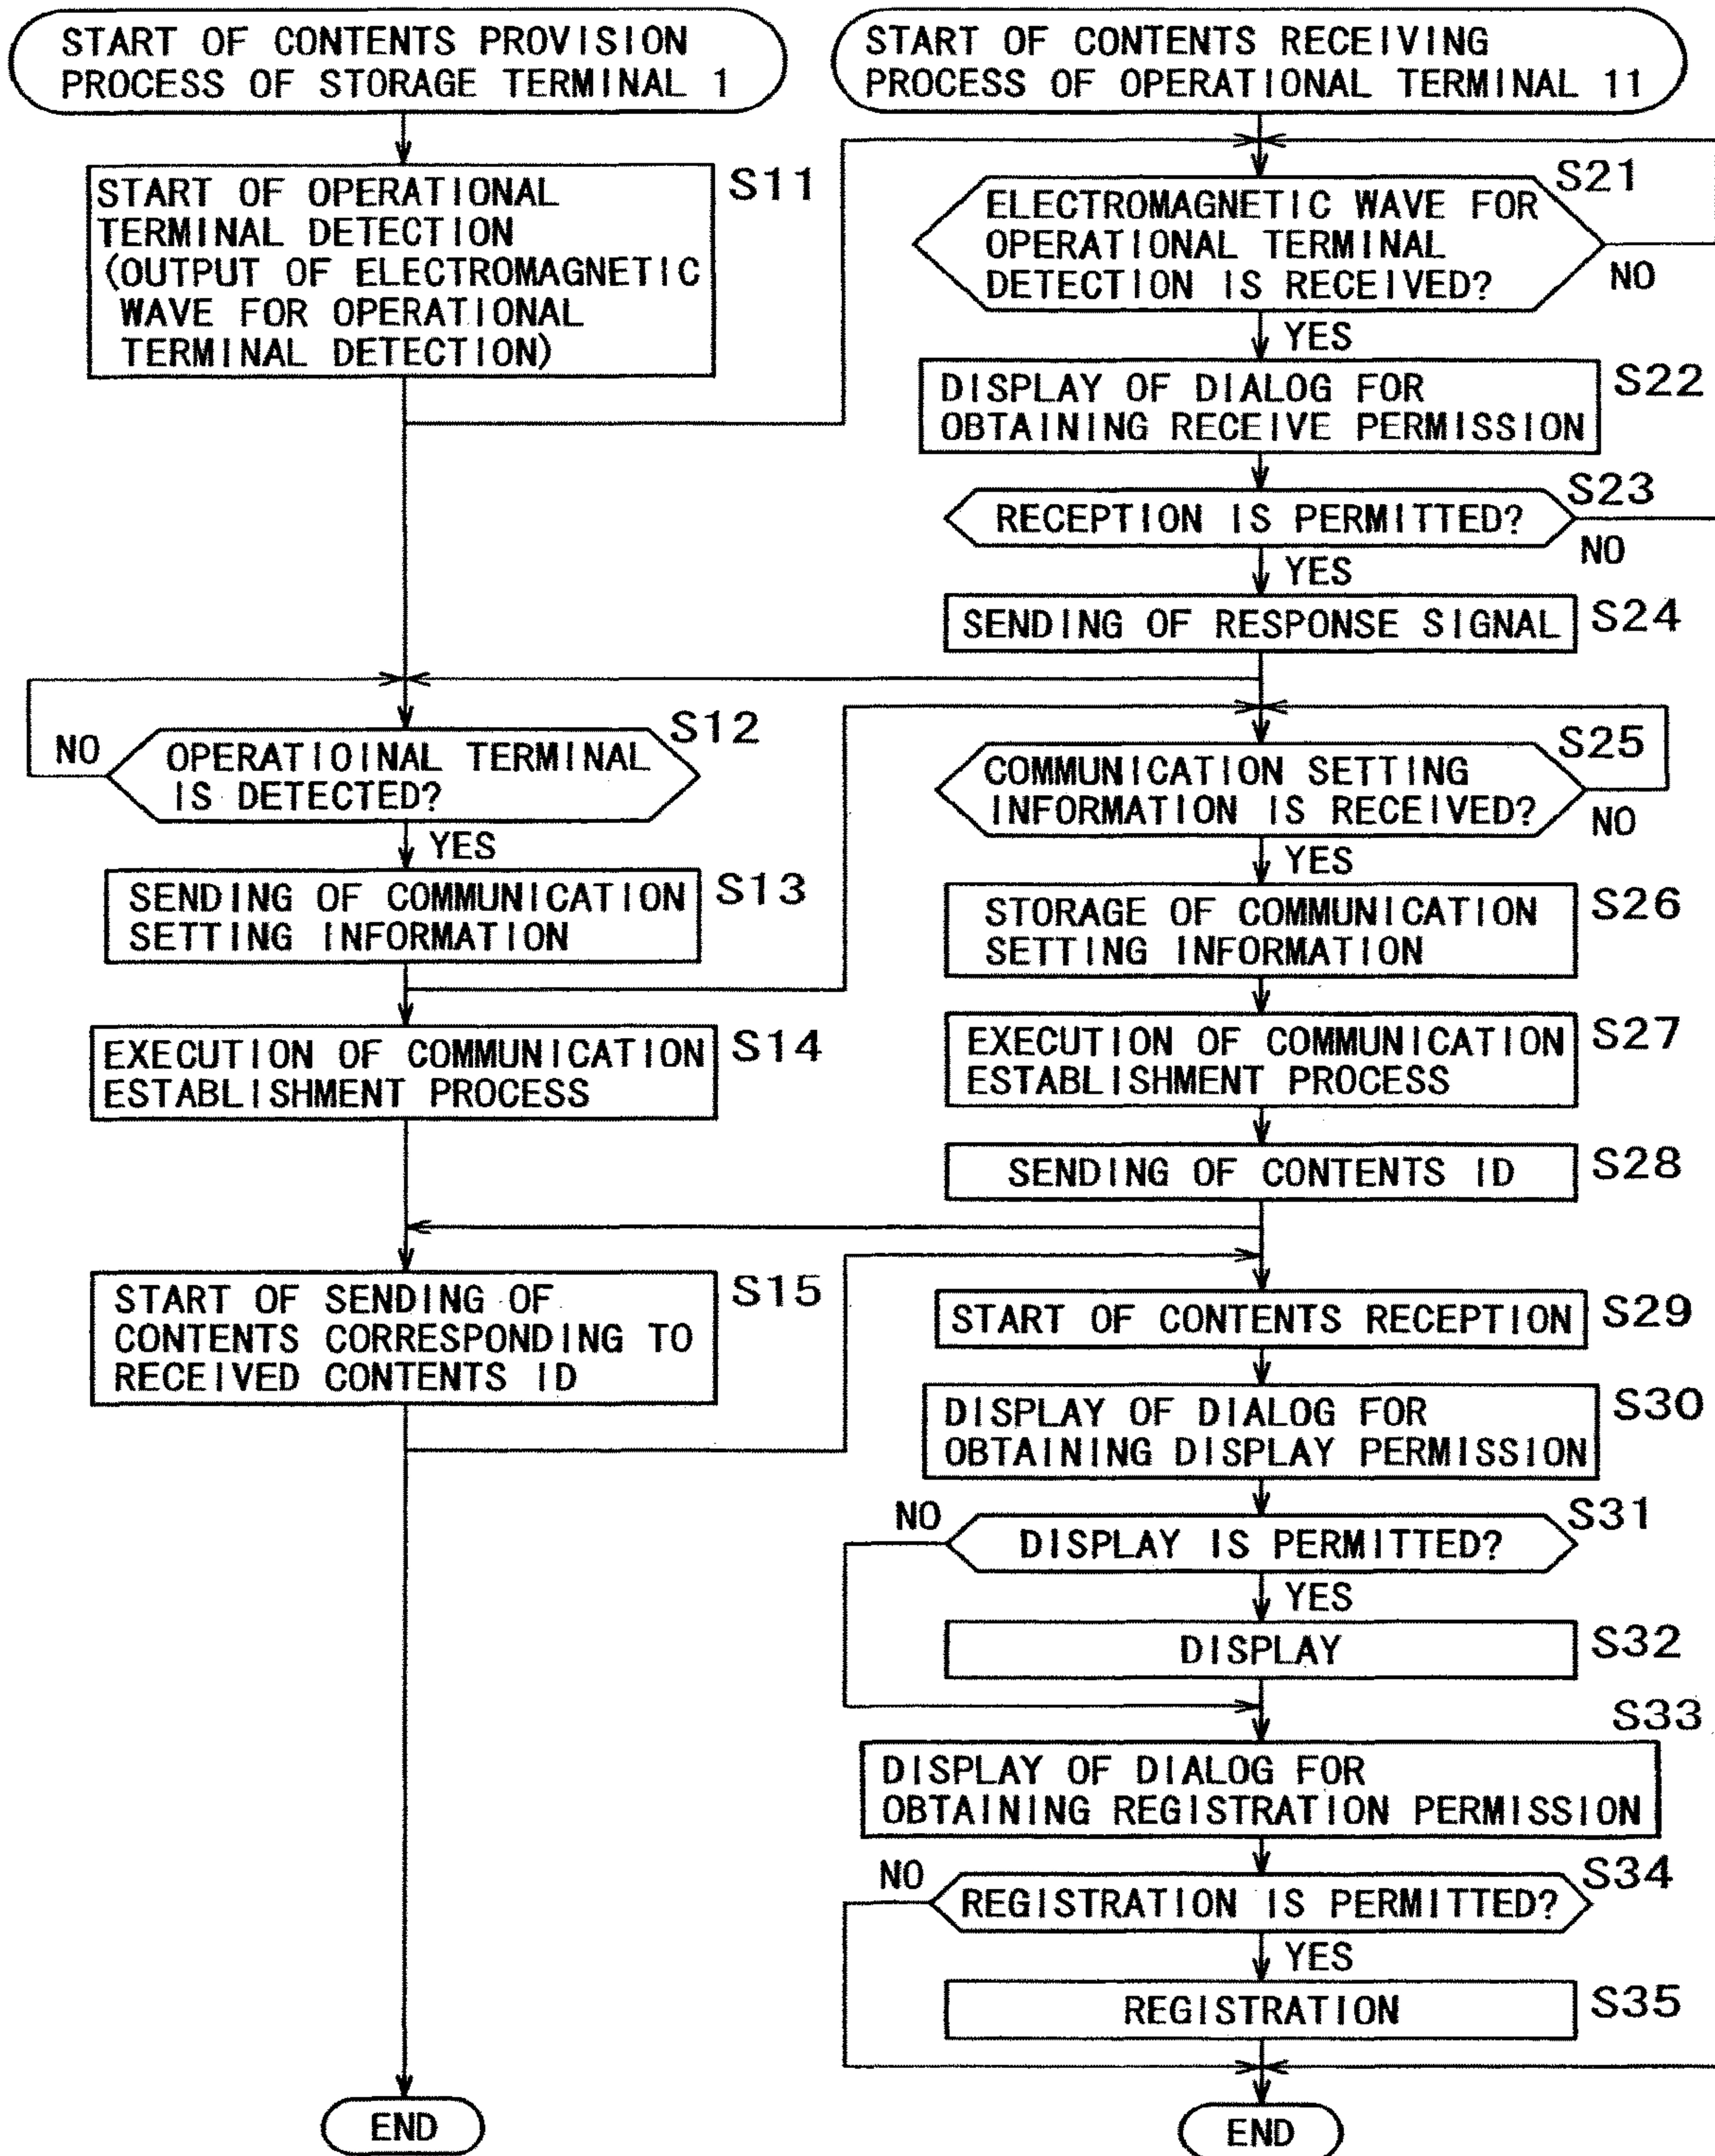 START OF CONTENTS PROVISION
PROCESS OF STORAGE TERMINAL 1
S11
START OF OPERATIONAL
TERMINAL DETECTION
(OUTPUT OF ELECTROMAGNETIC
WAVE FOR OPERATIONAL
TERMINAL DETECTION)
S12
NO
OPERATIOINAL TERMINAL
IS DETECTED?
YES
SENDING OF COMMUNICATION
SETTING INFORMATION
S13
EXECUTION OF COMMUNICATION
ESTABLISHMENT PROCESS
S14
START OF SENDING OF
CONTENTS CORRESPONDING TO
RECEIVED CONTENTS ID
S15
END
START OF CONTENTS RECEIVING
PROCESS OF OPERATIONAL TERMINAL 11
S21
ELECTROMAGNETIC WAVE FOR
OPERATIONAL TERMINAL
DETECTION IS RECEIVED?
NO
YES
DISPLAY OF DIALOG FOR
OBTAINING RECEIVE PERMISSION
S22
S23
RECEPTION IS PERMITTED?
NO
YES
SENDING OF RESPONSE SIGNAL
S24
S25
COMMUNICATION SETTING
INFORMATION IS RECEIVED?
NO
YES
STORAGE OF COMMUNICATION
SETTING INFORMATION
S26
EXECUTION OF COMMUNICATION
ESTABLISHMENT PROCESS
S27
SENDING OF CONTENTS ID
S28
START OF CONTENTS RECEPTION
S29
DISPLAY OF DIALOG FOR
OBTAINING DISPLAY PERMISSION
S30
S31
NO
DISPLAY IS PERMITTED?
YES
DISPLAY
S32
S33
DISPLAY OF DIALOG FOR
OBTAINING REGISTRATION PERMISSION
S34
NO
REGISTRATION IS PERMITTED?
YES
REGISTRATION
S35
END